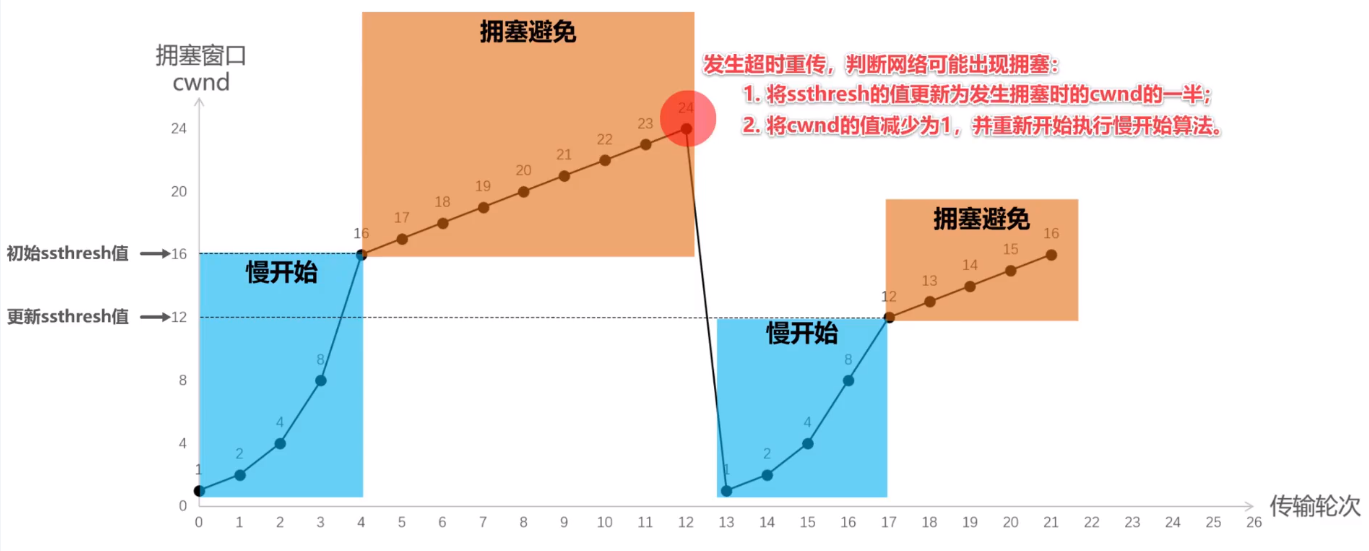 拥塞避免
拥塞窗口
cwnd
发生超时重传，判断网络可能出现拥塞：
1. 将ssthresh的值更新为发生拥塞时的cwnd的一半；
2. 将cwnd的值减少为1，并重新开始执行慢开始算法。
24
24
23
22
21
20
20
19
18
17
16
初始ssthresh值
16
慢开始
拥塞避免
16
15
14
13
12
更新ssthresh值
12
慢开始
8
8
8
4
4
4
2
2
1
1
0
0 1 2 3 4 5 6 7 8 9 10 11 12 13 14 15 16 17 18 19 20 21 22 23 24 25 26
传输轮次